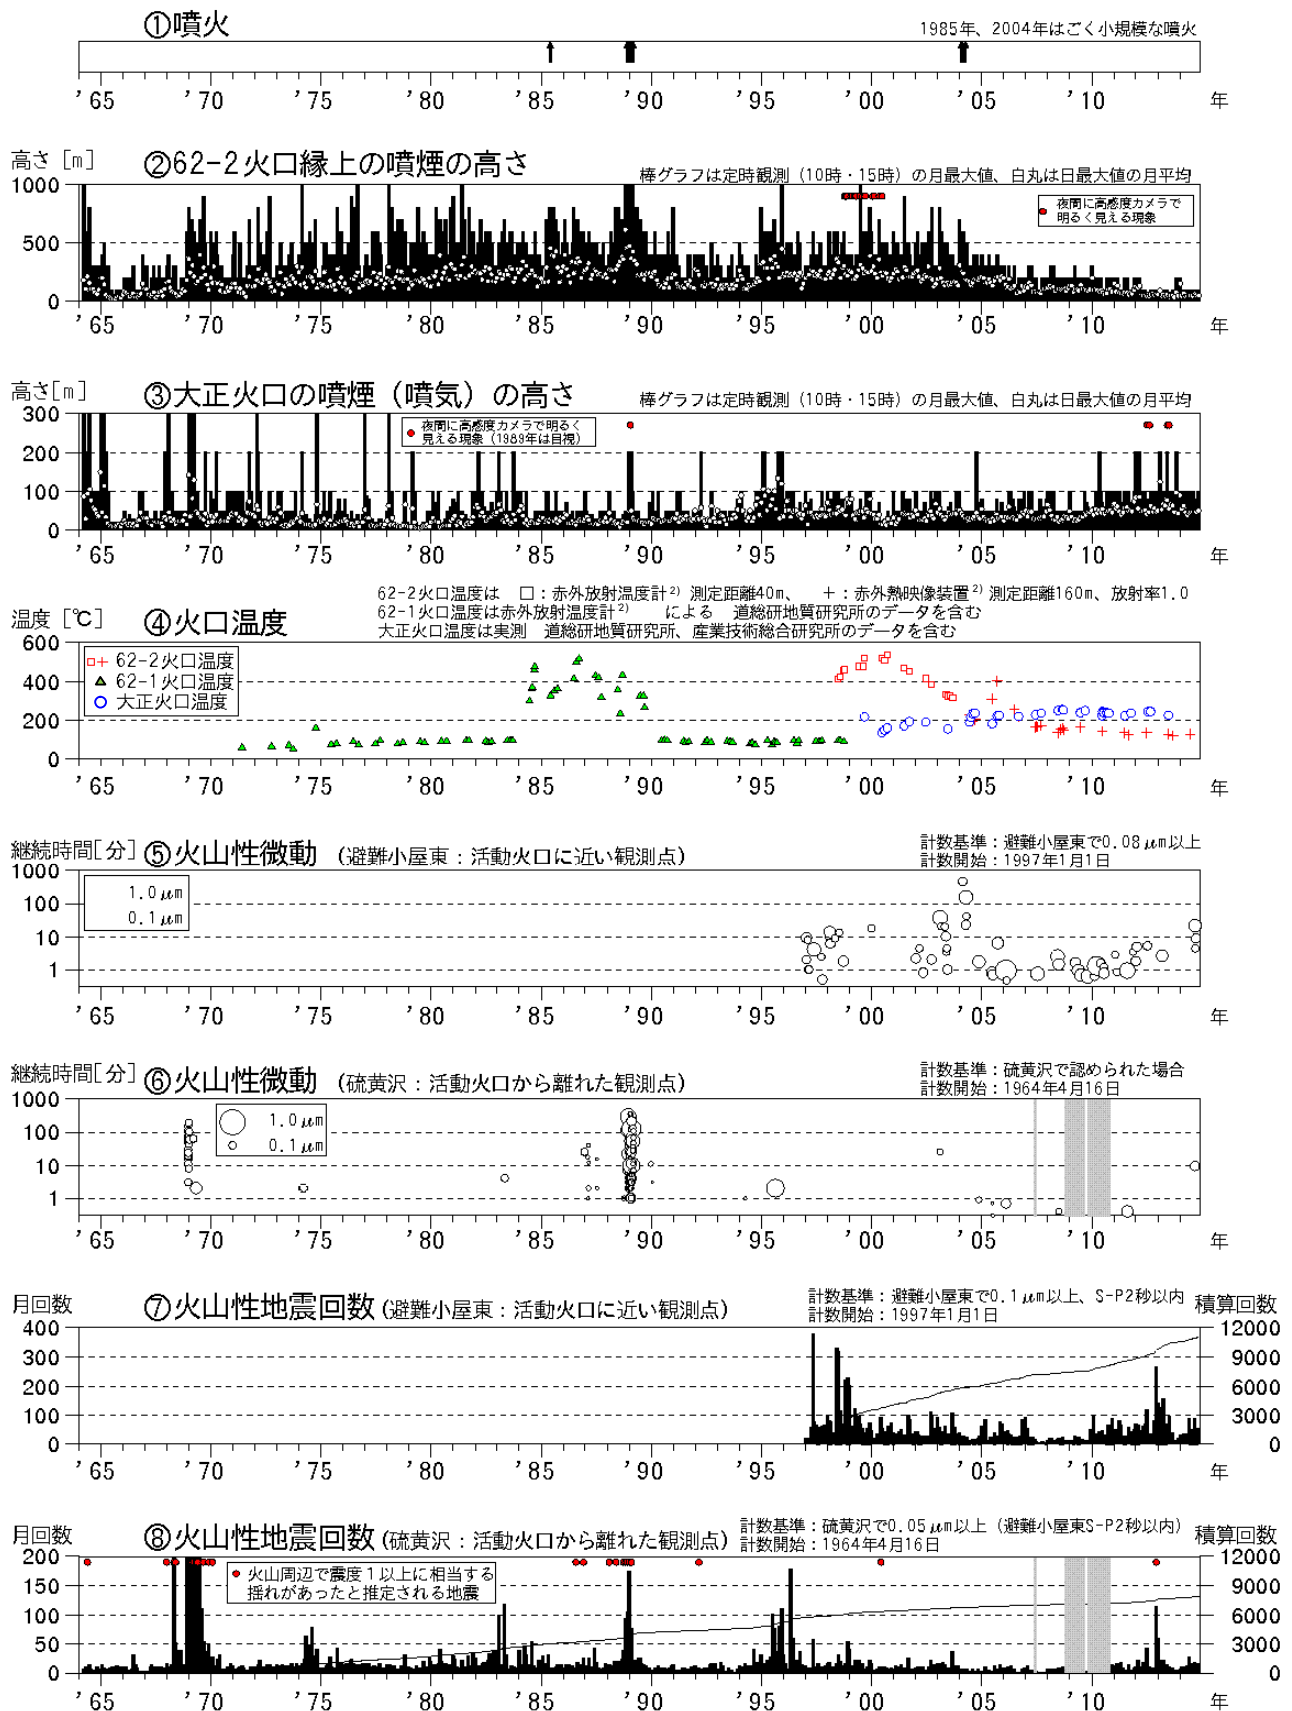 ①噴火
1985年、2004年はごく小規模な噴火
'65 '70 '75 '80 '85 '90 '95 '00 '05 '10 年
高さ [m] ②62-2火口縁上の噴煙の高さ
棒グラフは定時観測（10時・15時）の月最大値、白丸は日最大値の月平均
夜間に高感度カメラで
明るく見える現象
1000
500
0
'65 '70 '75 '80 '85 '90 '95 '00 '05 '10 年
高さ[m] ③大正火口の噴煙（噴気）の高さ
棒グラフは定時観測（10時・15時）の月最大値、白丸は日最大値の月平均
夜間に高感度カメラで明るく
見える現象（1989年は目視）
300
200
100
0
'65 '70 '75 '80 '85 '90 '95 '00 '05 '10 年
62-2火口温度は □：赤外放射温度計2) 測定距離40m、 ＋：赤外熱映像装置2) 測定距離160m、放射率1.0
62-1火口温度は赤外放射温度計2) による 道総研地質研究所のデータを含む
大正火口温度は実測 道総研地質研究所、産業技術総合研究所のデータを含む
温度 [℃] ④火口温度
62-2火口温度
62-1火口温度
大正火口温度
600
400
200
0
'65 '70 '75 '80 '85 '90 '95 '00 '05 '10 年
継続時間[分] ⑤火山性微動 （避難小屋東：活動火口に近い観測点）
計数基準：避難小屋東で0.08μm以上
計数開始：1997年1月1日
1.0μm
0.1μm
1000
100
10
1
'65 '70 '75 '80 '85 '90 '95 '00 '05 '10 年
継続時間[分] ⑥火山性微動 （硫黄沢：活動火口から離れた観測点）
計数基準：硫黄沢で認められた場合
計数開始：1964年4月16日
1.0μm
0.1μm
1000
100
10
1
'65 '70 '75 '80 '85 '90 '95 '00 '05 '10 年
月回数 ⑦火山性地震回数（避難小屋東：活動火口に近い観測点）
計数基準：避難小屋東で0.1μm以上、S-P2秒以内
計数開始：1997年1月1日
積算回数
400 12000
300 9000
200 6000
100 3000
0 0
'65 '70 '75 '80 '85 '90 '95 '00 '05 '10 年
月回数 ⑧火山性地震回数（硫黄沢：活動火口から離れた観測点）
計数基準：硫黄沢で0.05μm以上（避難小屋東S-P2秒以内）
計数開始：1964年4月16日
積算回数
火山周辺で震度１以上に相当する
揺れがあったと推定される地震
200 12000
150 9000
100 6000
50 3000
0 0
'65 '70 '75 '80 '85 '90 '95 '00 '05 '10 年